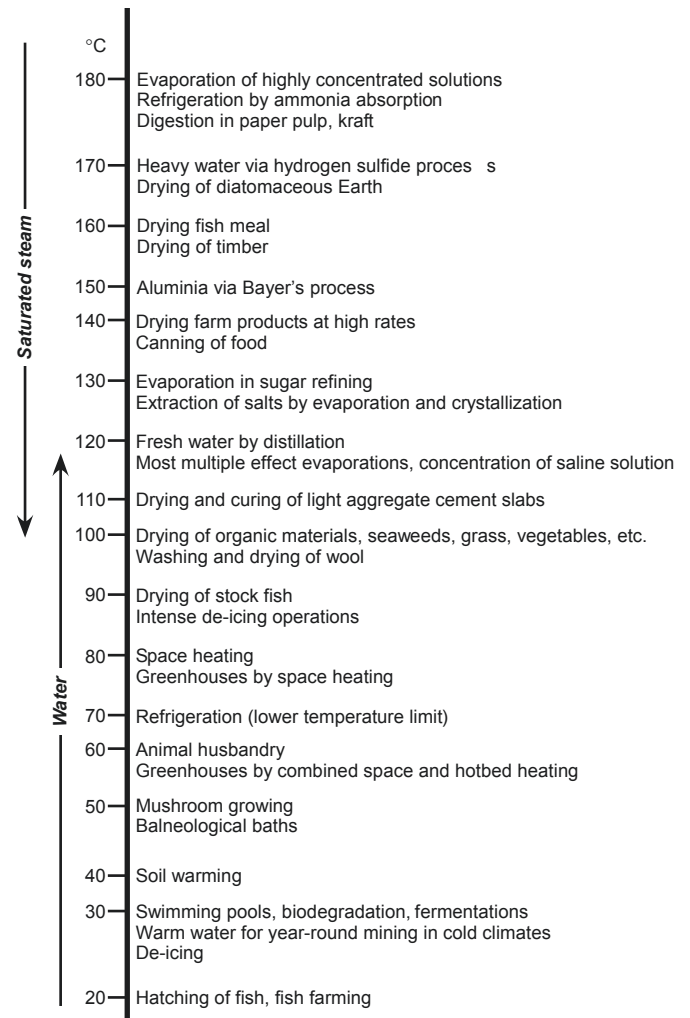 °C
180 Evaporation of highly concentrated solutions
Refrigeration by ammonia absorption
Digestion in paper pulp, kraft
170 Heavy water via hydrogen sulfide proces s
Drying of diatomaceous Earth
160 Drying fish meal
Drying of timber
150 Aluminia via Bayer's process
140 Drying farm products at high rates
Canning of food
130 Evaporation in sugar refining
Extraction of salts by evaporation and crystallization
120 Fresh water by distillation
Most multiple effect evaporations, concentration of saline solution
110 Drying and curing of light aggregate cement slabs
100 Drying of organic materials, seaweeds, grass, vegetables, etc.
Washing and drying of wool
90 Drying of stock fish
Intense de-icing operations
80 Space heating
Greenhouses by space heating
70 Refrigeration (lower temperature limit)
60 Animal husbandry
Greenhouses by combined space and hotbed heating
50 Mushroom growing
Balneological baths
40 Soil warming
30 Swimming pools, biodegradation, fermentations
Warm water for year-round mining in cold climates
De-icing
20 Hatching of fish, fish farming
Saturated steam
Water